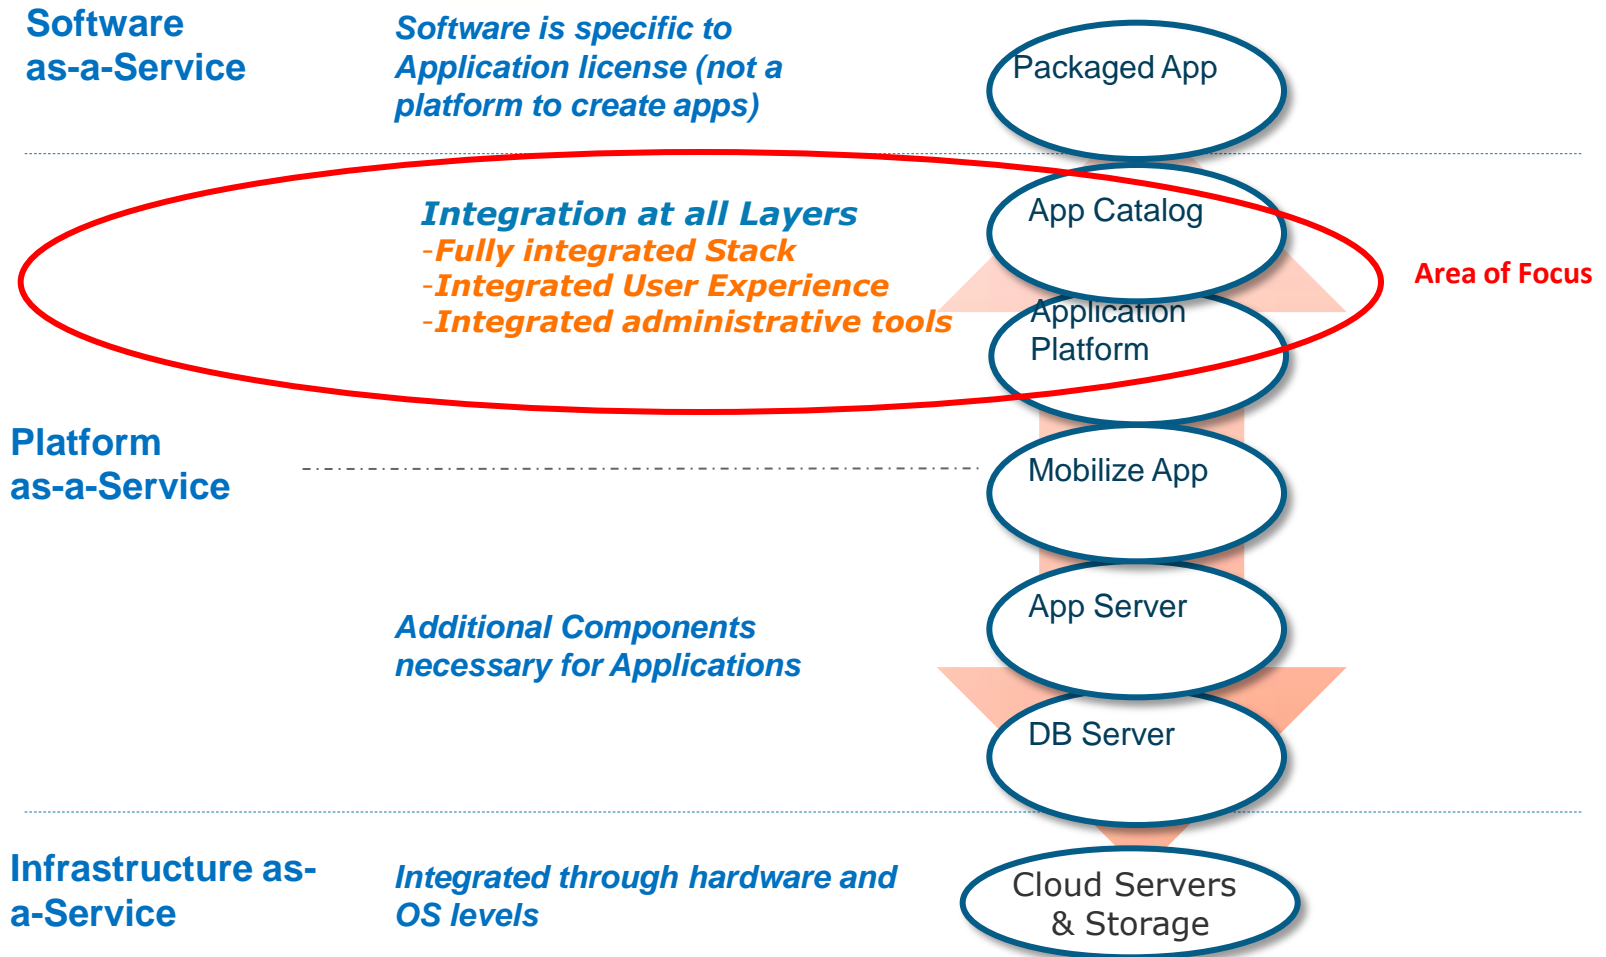 Software
as-a-Service
Software is specific to
Application license (not a
platform to create apps)
Packaged App
Integration at all Layers
-Fully integrated Stack
-Integrated User Experience
-Integrated administrative tools
App Catalog
Area of Focus
Application
Platform
Platform
as-a-Service
Mobilize App
App Server
Additional Components
necessary for Applications
DB Server
Infrastructure as-
a-Service
Integrated through hardware and
OS levels
Cloud Servers
& Storage